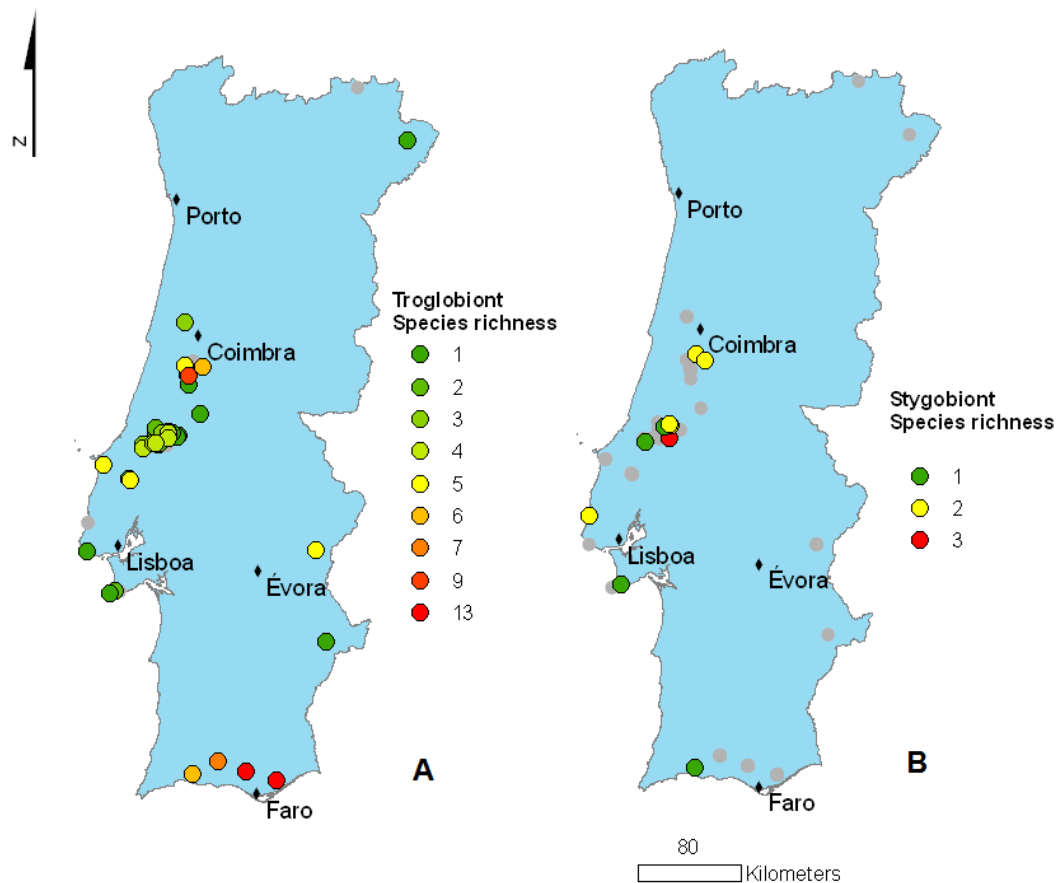 Z
Porto
Coimbra
Lisboa
Évora
Faro
Troglobiont
Species richness
1
2
3
4
5
6
7
9
13
A
Porto
Coimbra
Lisboa
Évora
Faro
Stygobiont
Species richness
1
2
3
B
80
Kilometers